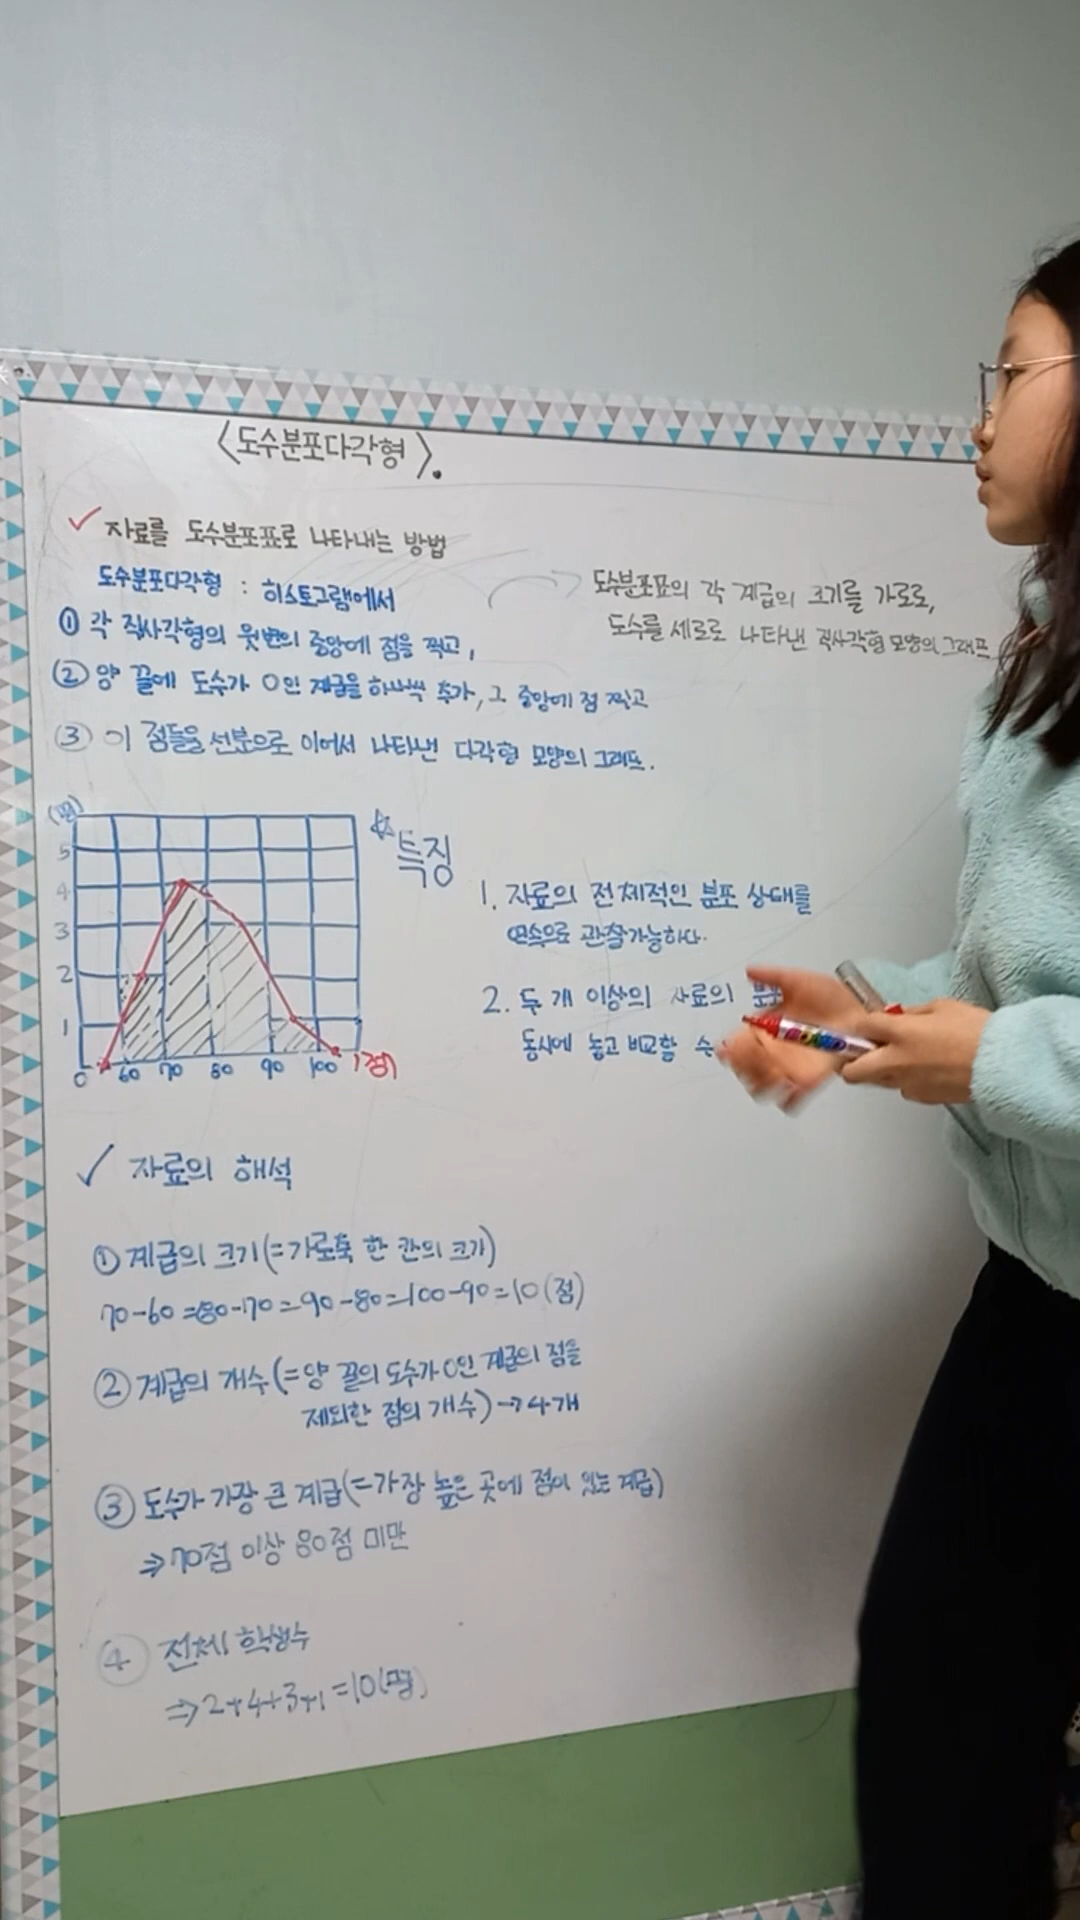 <도수분포다각형>.
✓ 자료를 도수분포표로 나타내는 방법
도수분포다각형 : 히스토그램에서
① 각 직사각형의 윗변의 중앙에 점을 찍고,
② 양 끝에 도수가 0인 계급을 하나씩 추가, 그 중앙에 점 찍고
③ 이 점들을 선분으로 이어서 나타낸 다각형 모양의 그래프.
도수분포표의 각 계급의 크기를 가로로,
도수를 세로로 나타낸 직사각형 모양의 그래프
(명)
5
4
3
2
1
0 60 70 80 90 100 (점)
☆특징
1. 자료의 전체적인 분포 상태를
연속으로 관찰가능하다.
2. 두 개 이상의 자료의
동시에 놓고 비교할 수
✓ 자료의 해석
① 계급의 크기(=가로축 한 칸의 크기)
70-60=80-70=90-80=100-90=10(점)
② 계급의 개수(=양 끝의 도수가 0인 계급의 점을
제외한 점의 개수)→4개
③ 도수가 가장 큰 계급(=가장 높은 곳에 점이 있는 계급)
⇒70점 이상 80점 미만
④ 전체 학생수
⇒2+4+3+1=10(명)